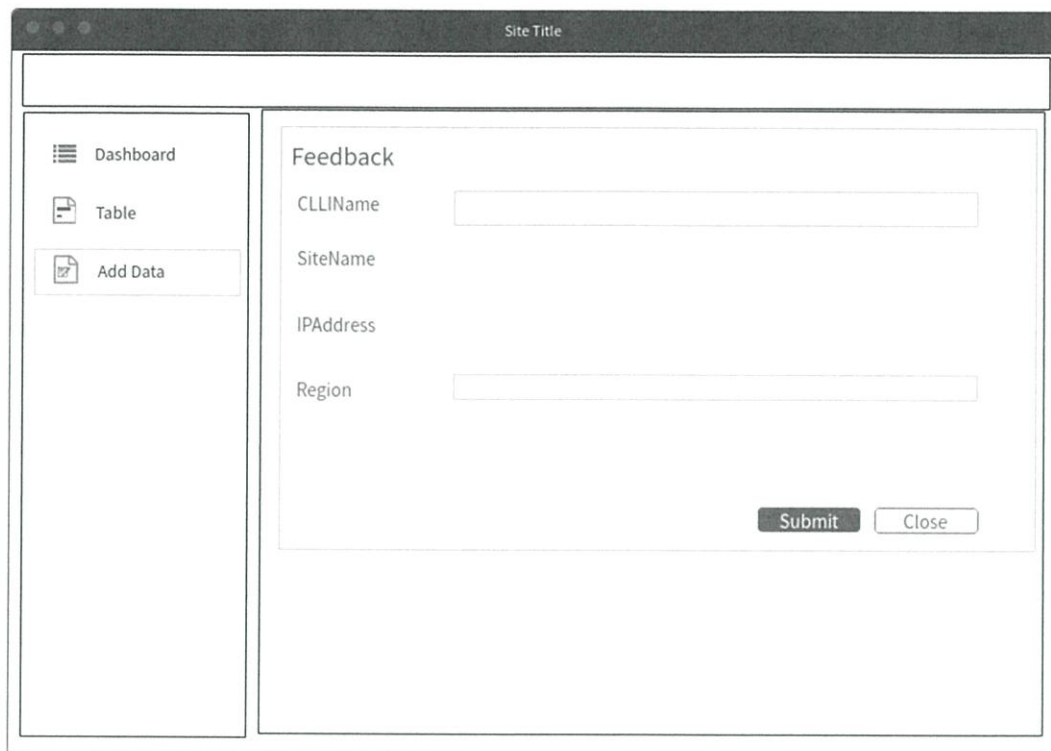 Site Title
Dashboard
Table
Add Data
Feedback
CLLIName
SiteName
IPAddress
Region
Submit
Close